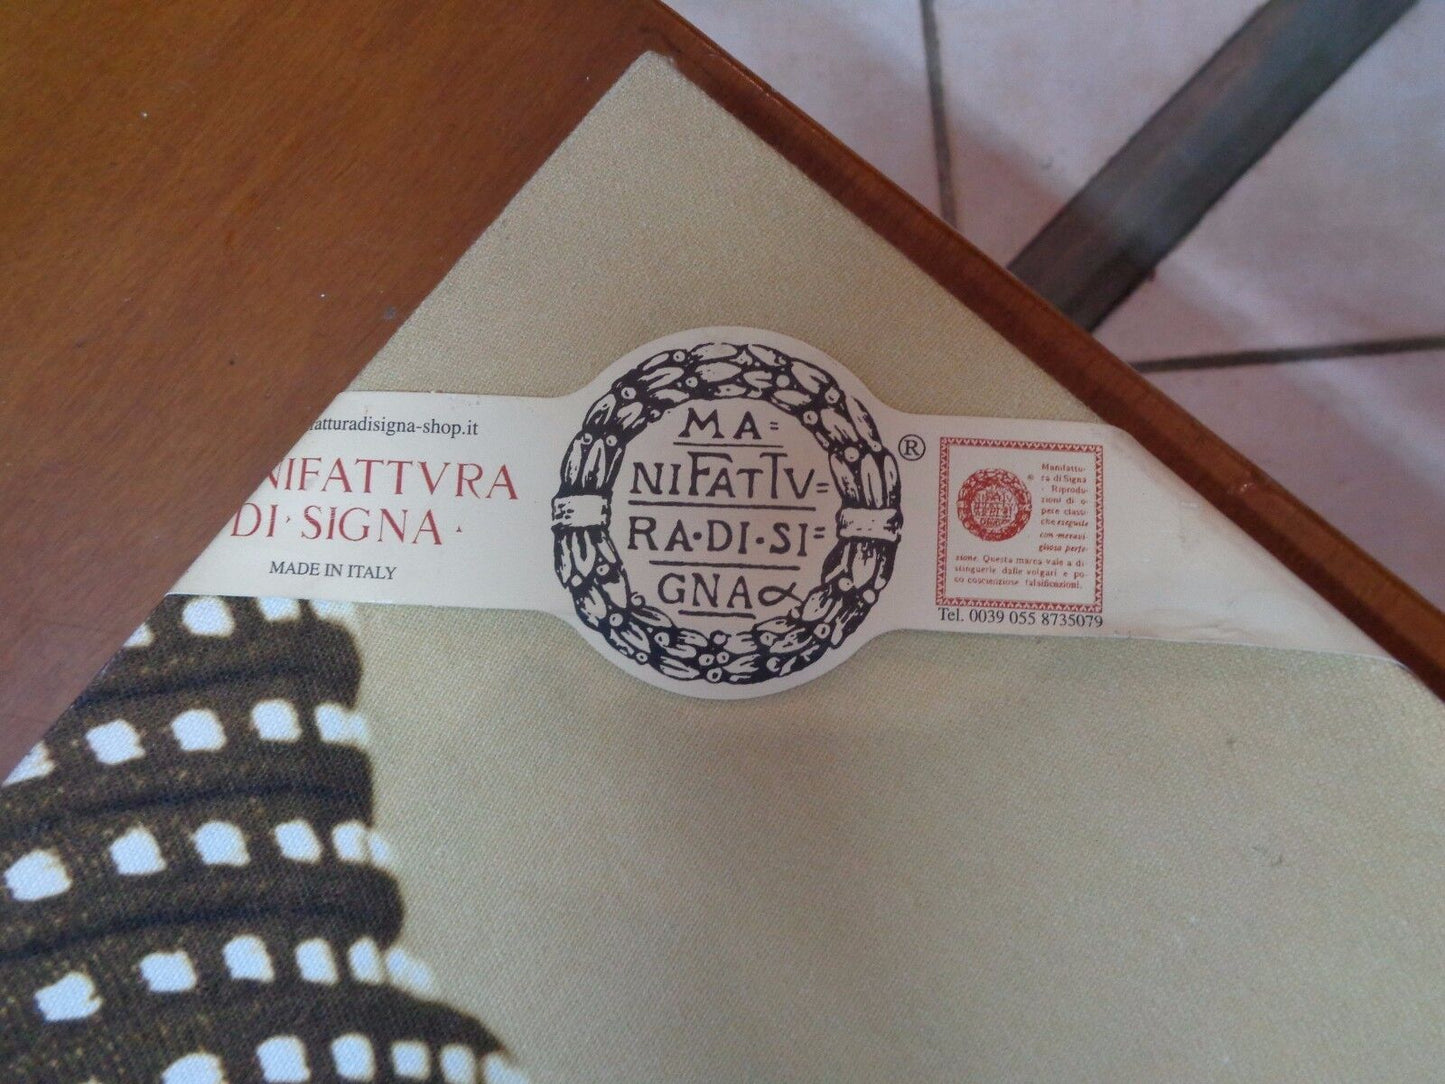 fatturadisigna-shop.it
NIFATTVRA
DI · SIGNA ·
MADE IN ITALY
MA=
NIFATTV=
RA·DI·SI=
GNA
®
Manifattu-
ra di Signa
· Riprodu-
zioni di o-
pere classi-
che eseguite
con meravi-
gliosa perfe-
zione. Questa marca vale a di
stinguerle dalle volgari e po
co coscienziose falsificazioni.
Tel. 0039 055 8735079